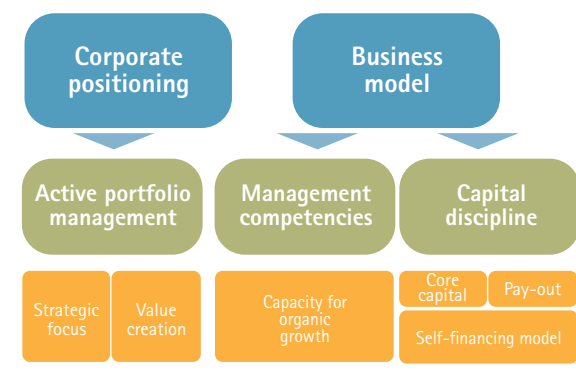 Corporate
positioning
Business
model
Active portfolio
management
Management
competencies
Capital
discipline
Strategic
focus
Value
creation
Capacity for
organic
growth
Core
capital
Pay-out
Self-financing model